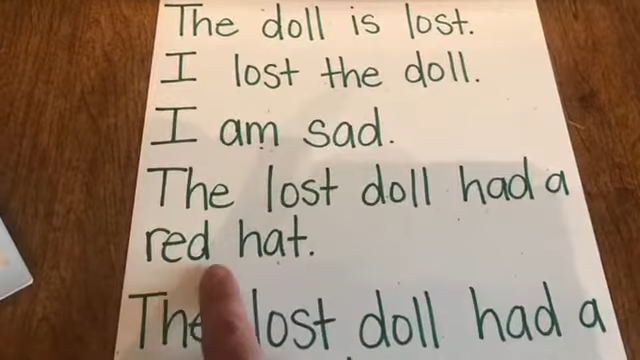 The doll is lost.
I lost the doll.
I am sad.
The lost doll had a
red hat.
The lost doll had a